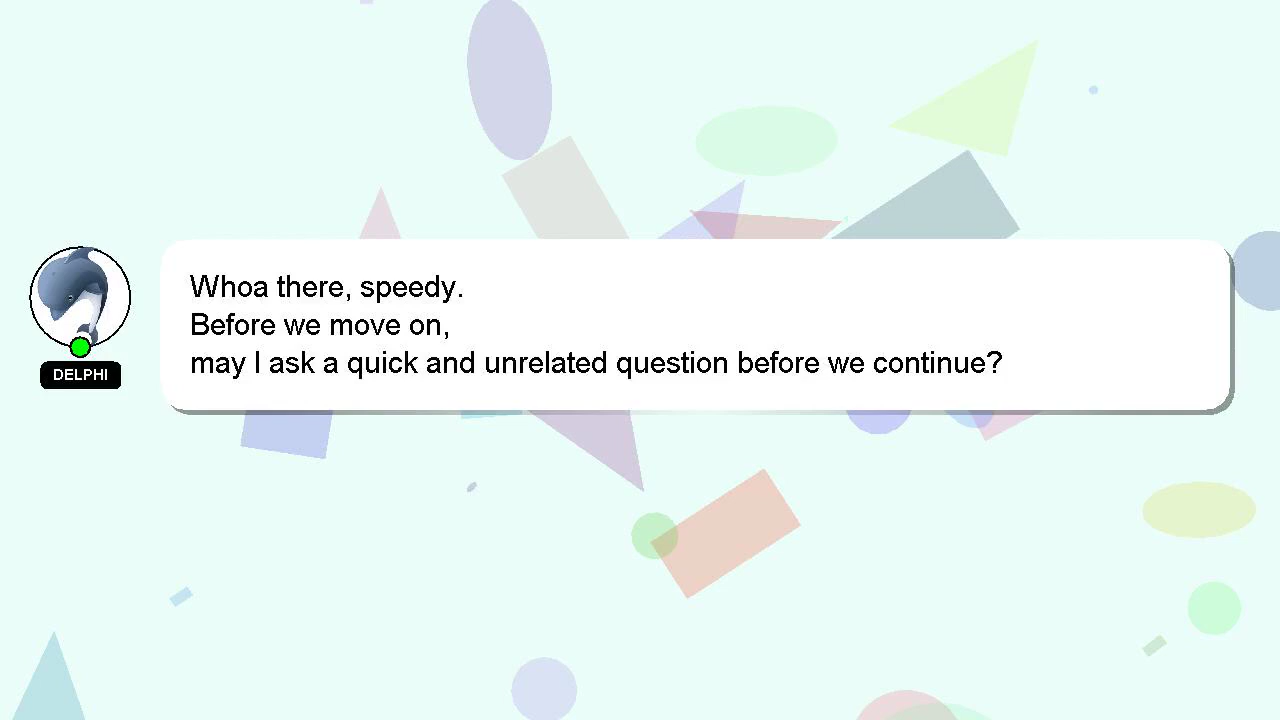 Whoa there, speedy.
Before we move on,
may I ask a quick and unrelated question before we continue?
DELPHI